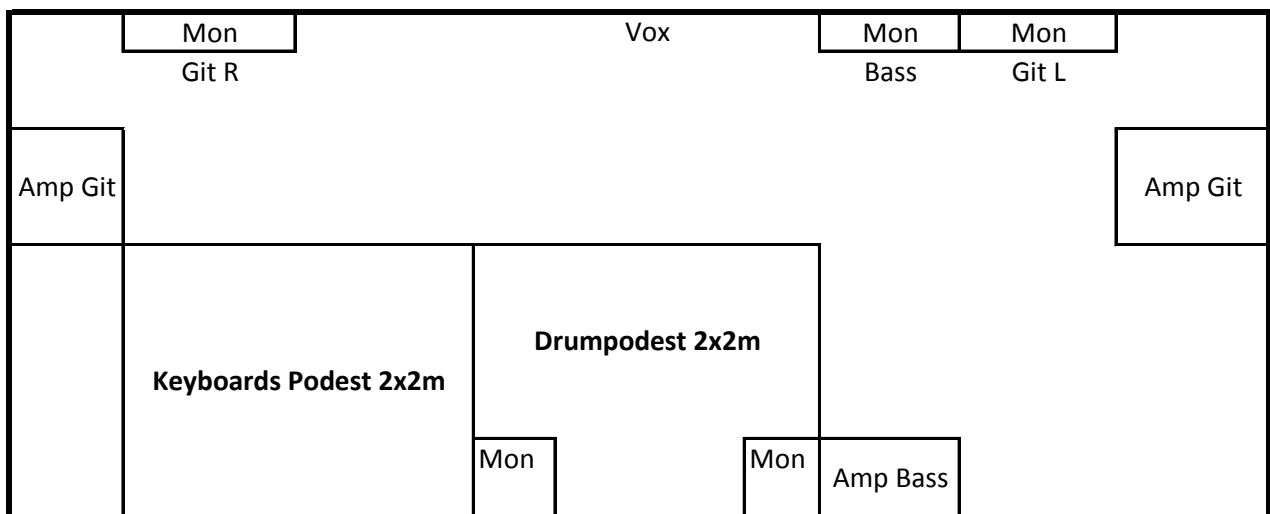 Mon Vox Mon Mon
Git R Bass Git L
Amp Git Amp Git
Drumpodest 2x2m
Keyboards Podest 2x2m
Mon Mon Amp Bass